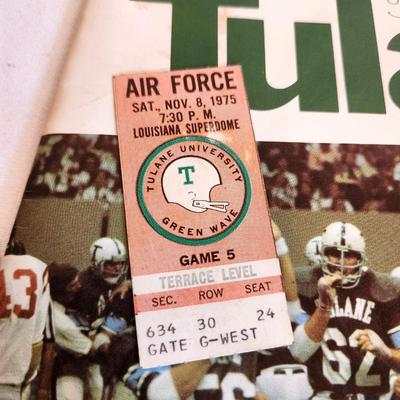 Tula
AIR FORCE
SAT., NOV. 8, 1975
7:30 P. M.
LOUISIANA SUPERDOME
TULANE UNIVERSITY
T
GREEN WAVE
GAME 5
TERRACE LEVEL
SEC. ROW SEAT
634 30 24
GATE G-WEST
43
TULANE
62